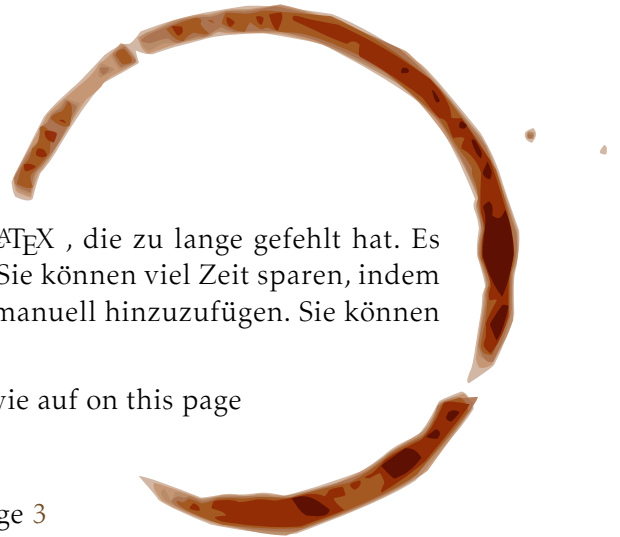 LATEX , die zu lange gefehlt hat. Es
Sie können viel Zeit sparen, indem
manuell hinzuzufügen. Sie können
wie auf on this page
ge 3